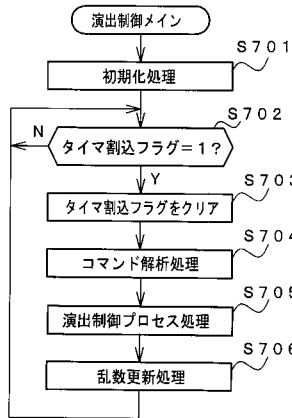 演出制御メイン
S701
初期化処理
S702
N
タイマ割込フラグ=1?
Y
S703
タイマ割込フラグをクリア
S704
コマンド解析処理
S705
演出制御プロセス処理
S706
乱数更新処理